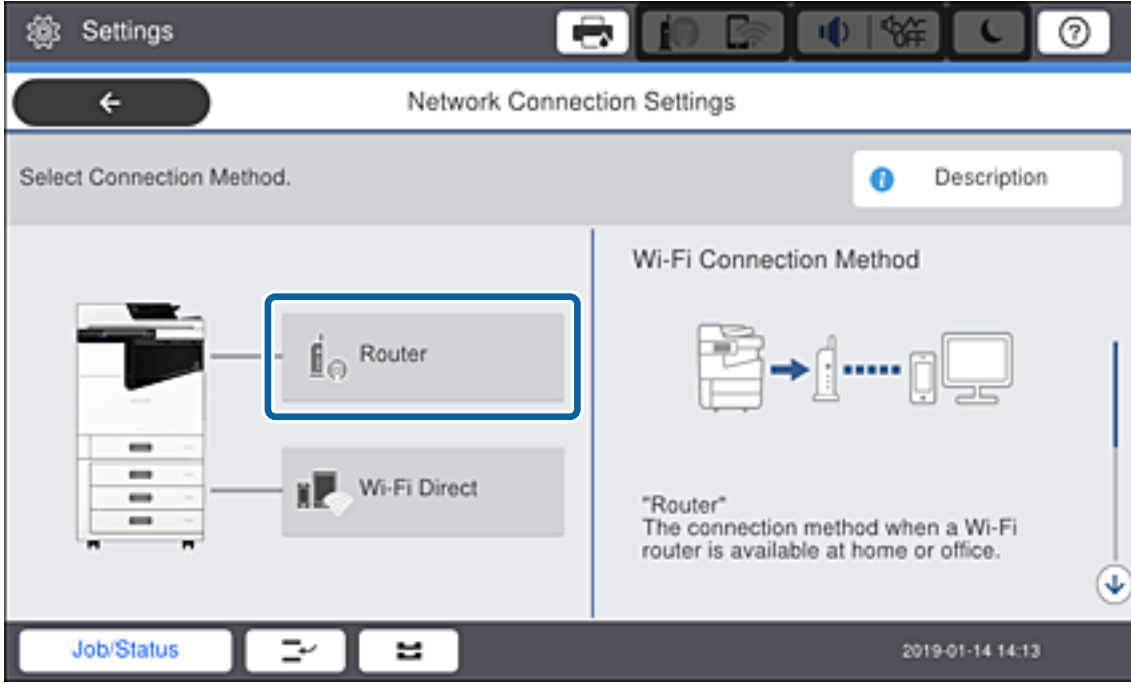 Settings
OFF
?
Network Connection Settings
Select Connection Method.
i Description
Wi-Fi Connection Method
Router
Wi-Fi Direct
"Router"
The connection method when a Wi-Fi
router is available at home or office.
Job/Status
2019-01-14 14:13